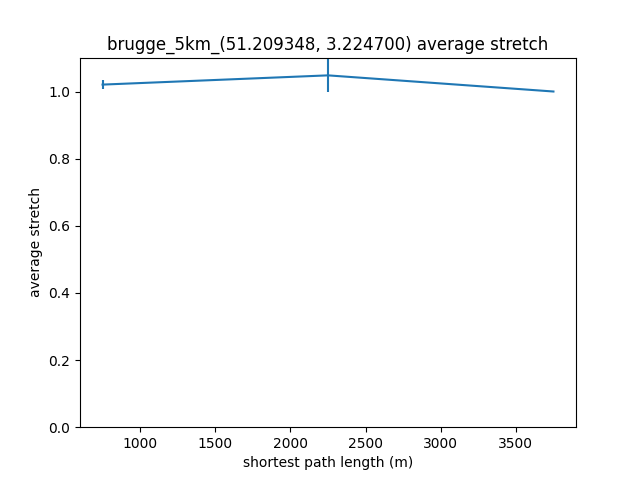 brugge_5km_(51.209348, 3.224700) average stretch
1.0
0.8
0.6
0.4
0.2
0.0
average stretch
1000 1500 2000 2500 3000 3500
shortest path length (m)